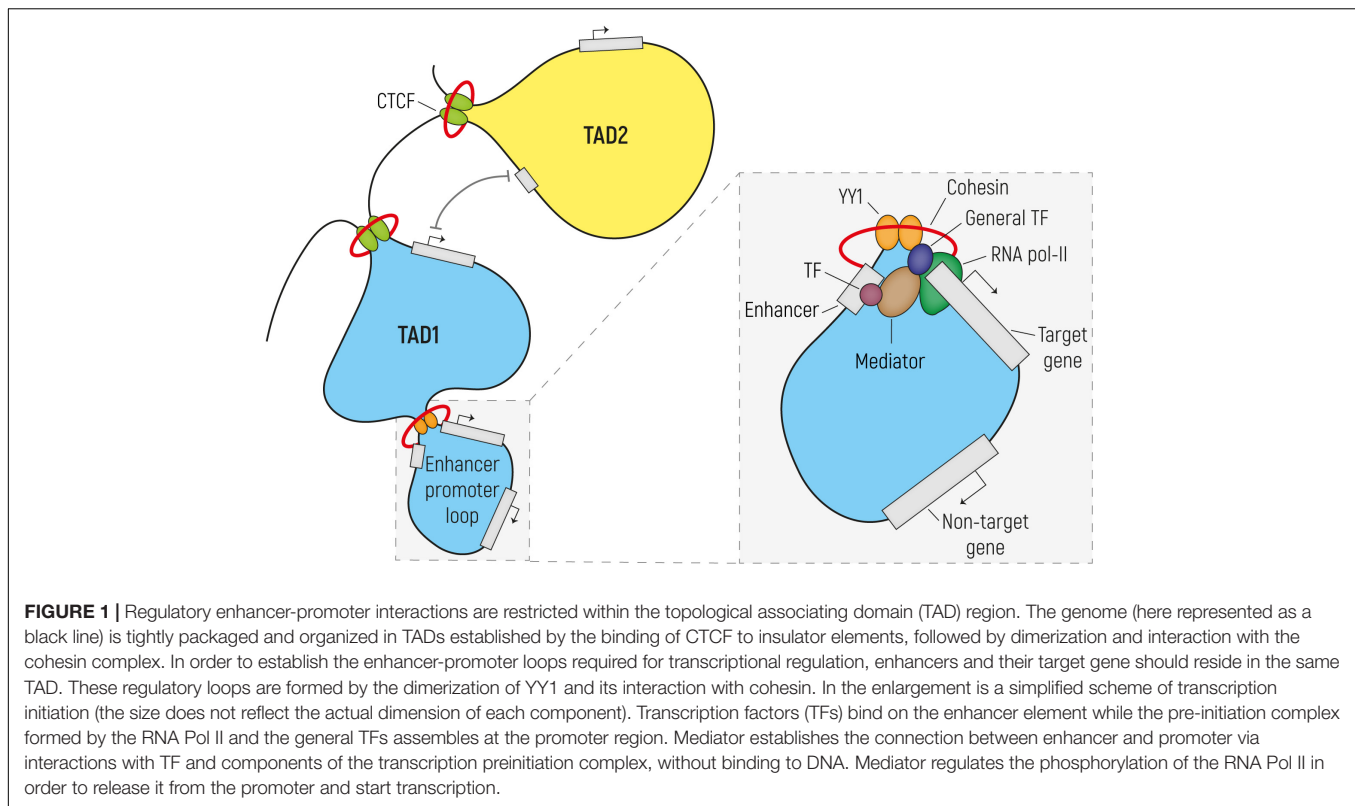 CTCF
TAD2
TAD1
Enhancer
promoter
loop
YY1
Cohesin
General TF
RNA pol-II
TF
Enhancer
Mediator
Target
gene
Non-target
gene
FIGURE 1 | Regulatory enhancer-promoter interactions are restricted within the topological associating domain (TAD) region. The genome (here represented as a
black line) is tightly packaged and organized in TADs established by the binding of CTCF to insulator elements, followed by dimerization and interaction with the
cohesin complex. In order to establish the enhancer-promoter loops required for transcriptional regulation, enhancers and their target gene should reside in the same
TAD. These regulatory loops are formed by the dimerization of YY1 and its interaction with cohesin. In the enlargement is a simplified scheme of transcription
initiation (the size does not reflect the actual dimension of each component). Transcription factors (TFs) bind on the enhancer element while the pre-initiation complex
formed by the RNA Pol II and the general TFs assembles at the promoter region. Mediator establishes the connection between enhancer and promoter via
interactions with TF and components of the transcription preinitiation complex, without binding to DNA. Mediator regulates the phosphorylation of the RNA Pol II in
order to release it from the promoter and start transcription.